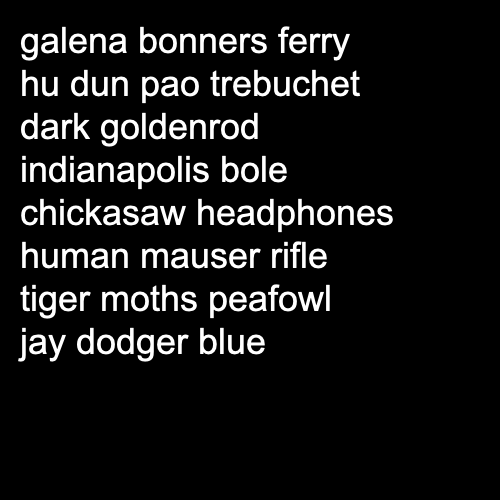 galena bonners ferry
hu dun pao trebuchet
dark goldenrod
indianapolis bole
chickasaw headphones
human mauser rifle
tiger moths peafowl
jay dodger blue